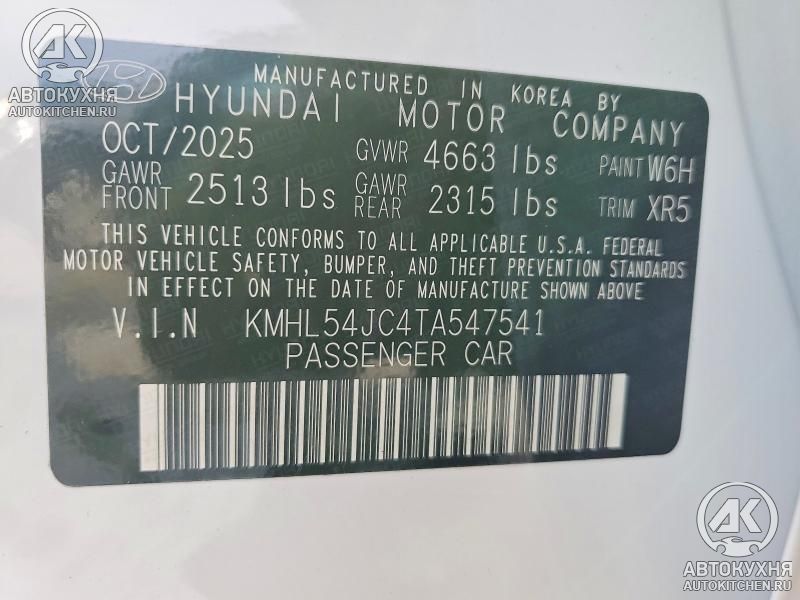 АК
АВТОКУХНЯ
AUTOKITCHEN.RU
MANUFACTURED IN KOREA BY
HYUNDAI MOTOR COMPANY
OCT/2025 GVWR 4663 lbs PAINT W6H
GAWR FRONT 2513 lbs GAWR REAR 2315 lbs TRIM XR5
THIS VEHICLE CONFORMS TO ALL APPLICABLE U.S.A. FEDERAL
MOTOR VEHICLE SAFETY, BUMPER, AND THEFT PREVENTION STANDARDS
IN EFFECT ON THE DATE OF MANUFACTURE SHOWN ABOVE.
V.I.N KMHL54JC4TA547541
PASSENGER CAR
АК
АВТОКУХНЯ
AUTOKITCHEN.RU